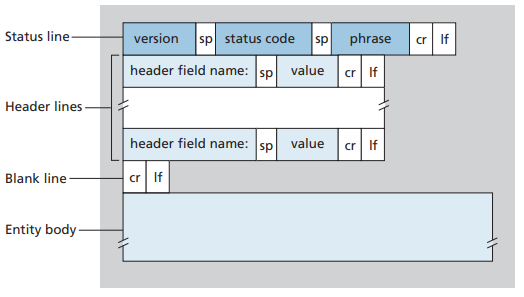 Status line version sp status code sp phrase cr lf
header field name: sp value cr lf
Header lines
header field name: sp value cr lf
Blank line cr lf
Entity body